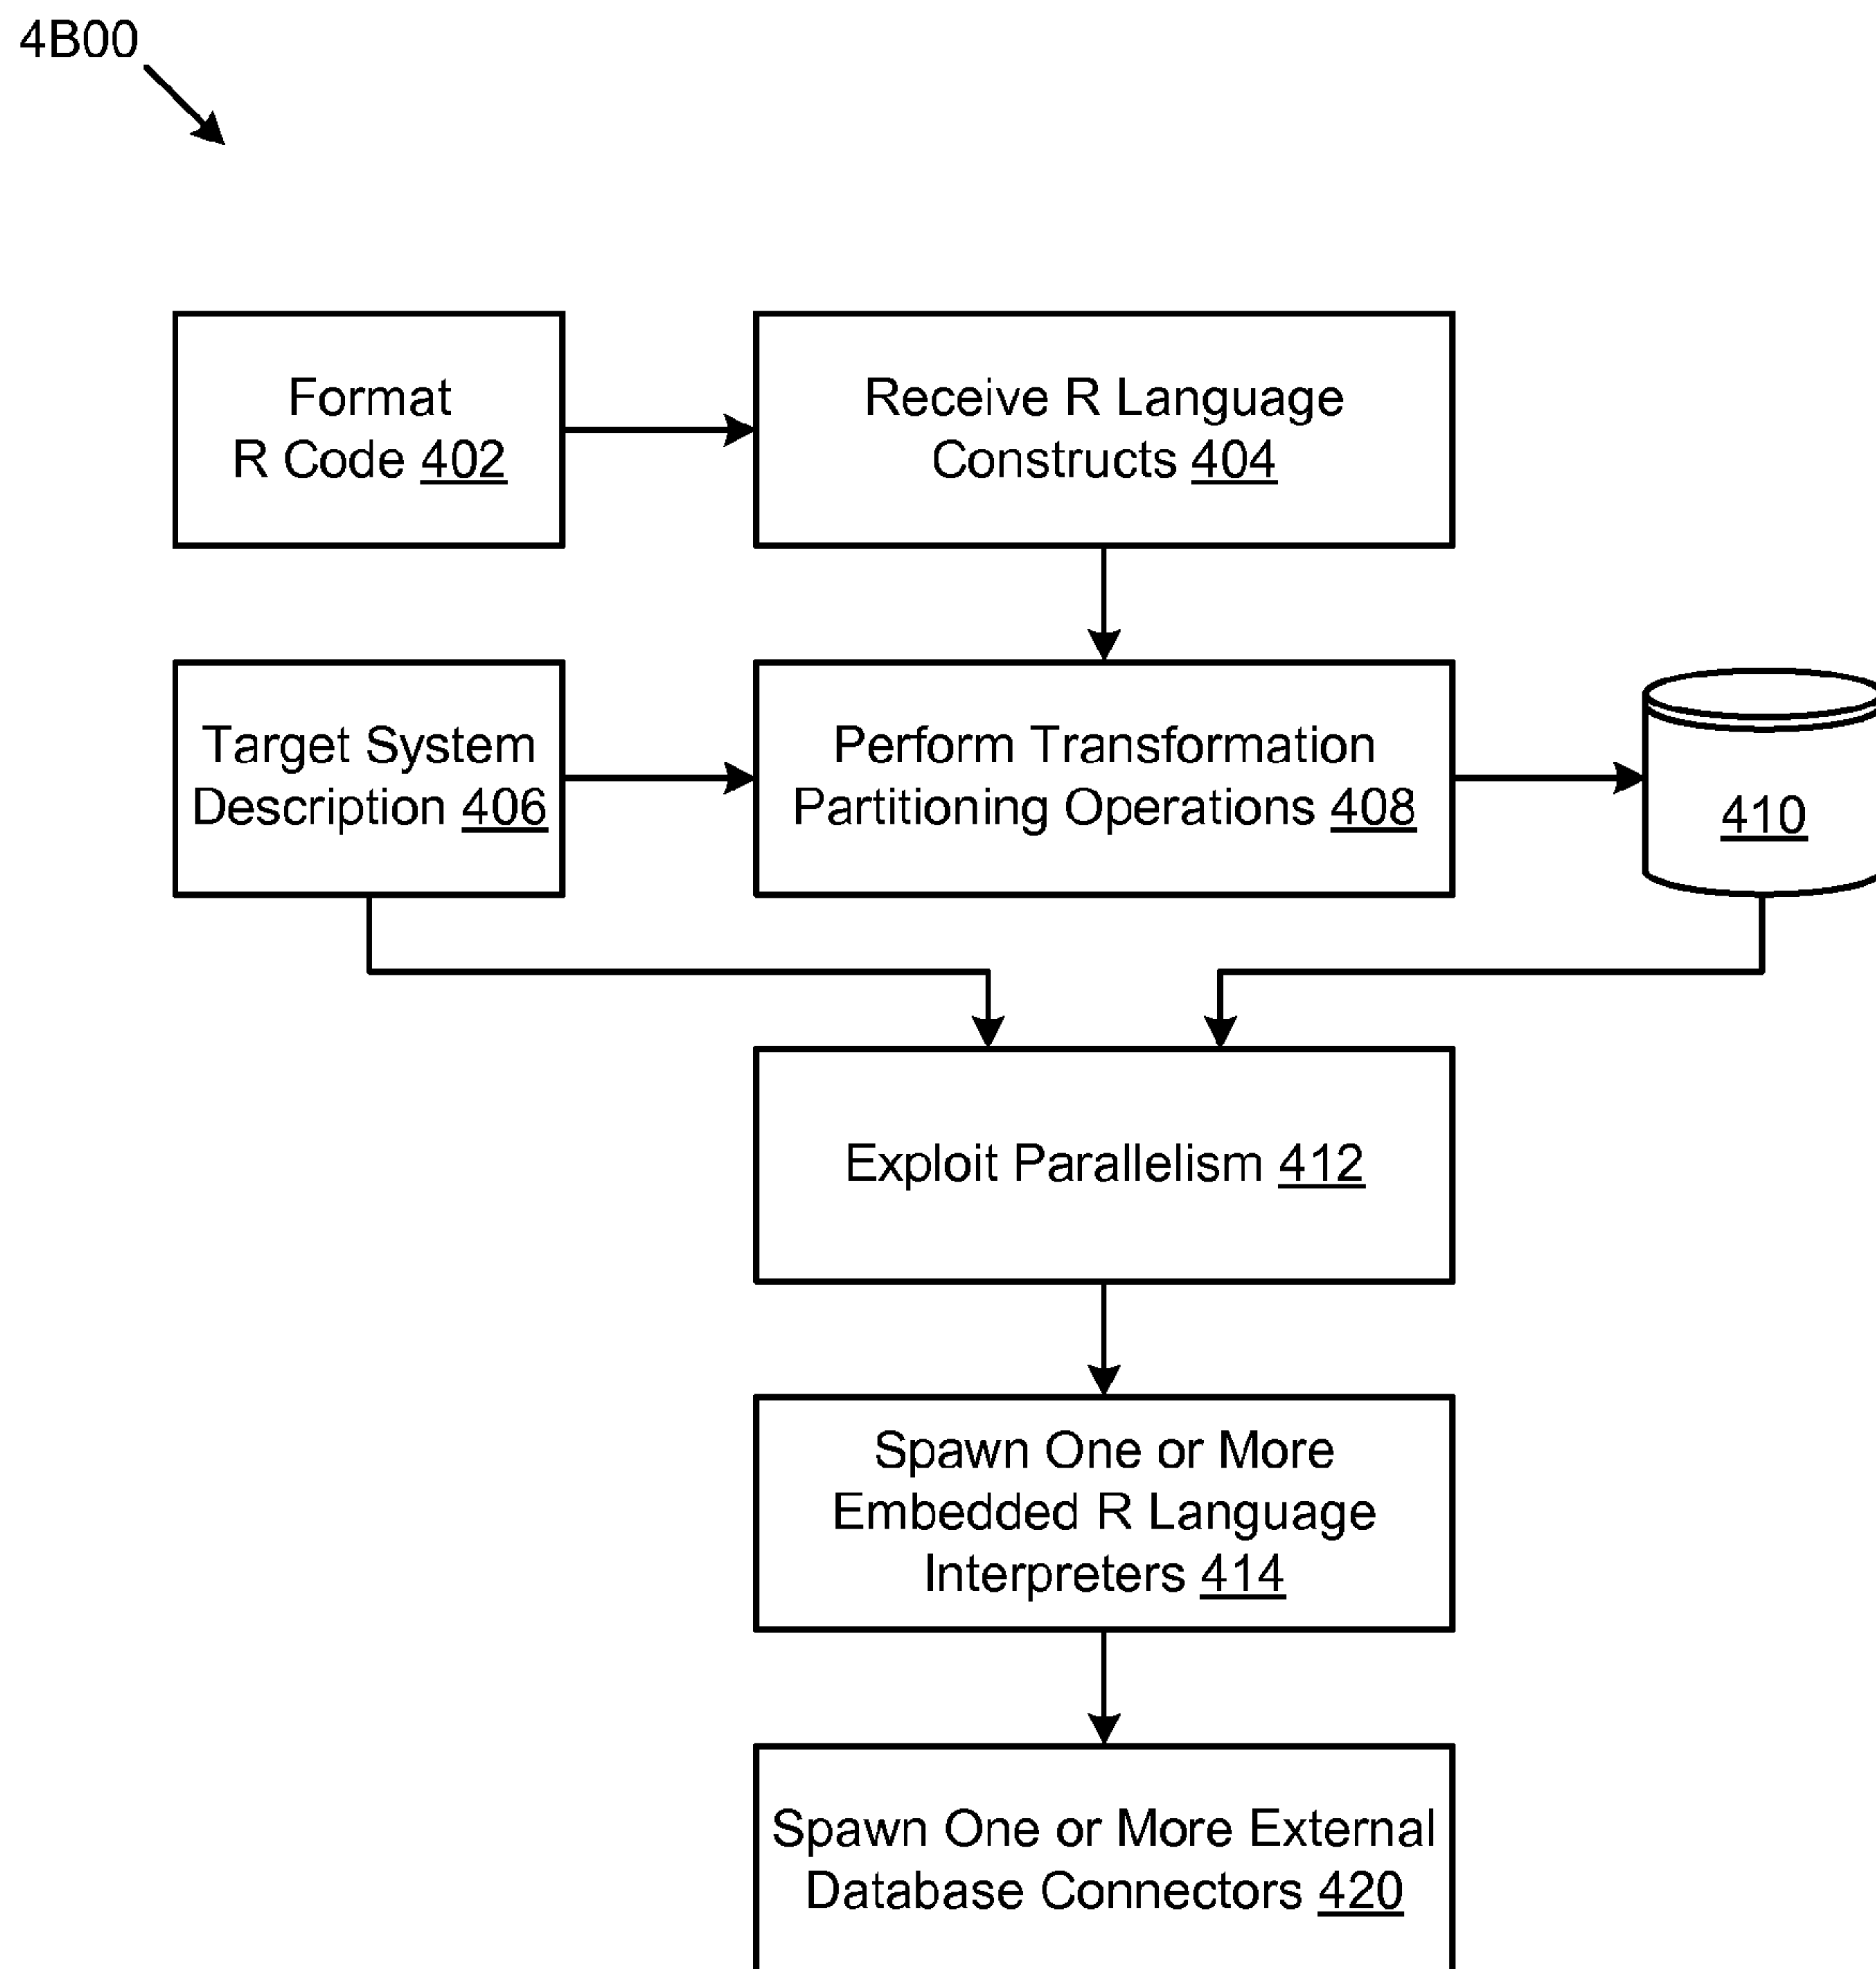 4B00
Format
R Code 402
Receive R Language
Constructs 404
Target System
Description 406
Perform Transformation
Partitioning Operations 408
410
Exploit Parallelism 412
Spawn One or More
Embedded R Language
Interpreters 414
Spawn One or More External
Database Connectors 420